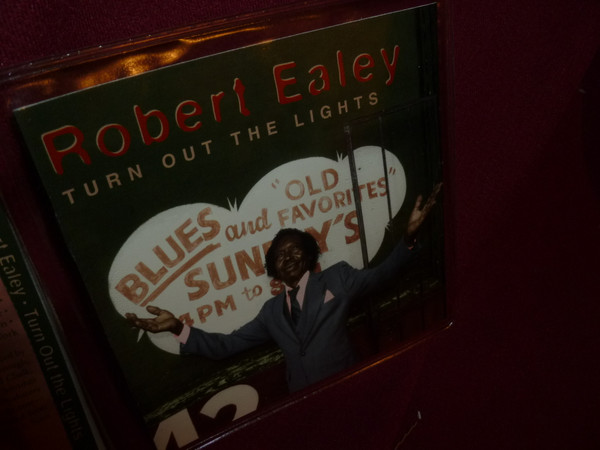 Robert Ealey
TURN OUT THE LIGHTS
BLUES and "OLD
FAVORITES"
SUNDAY'S
PM to
Ealey · Turn Out the Lights